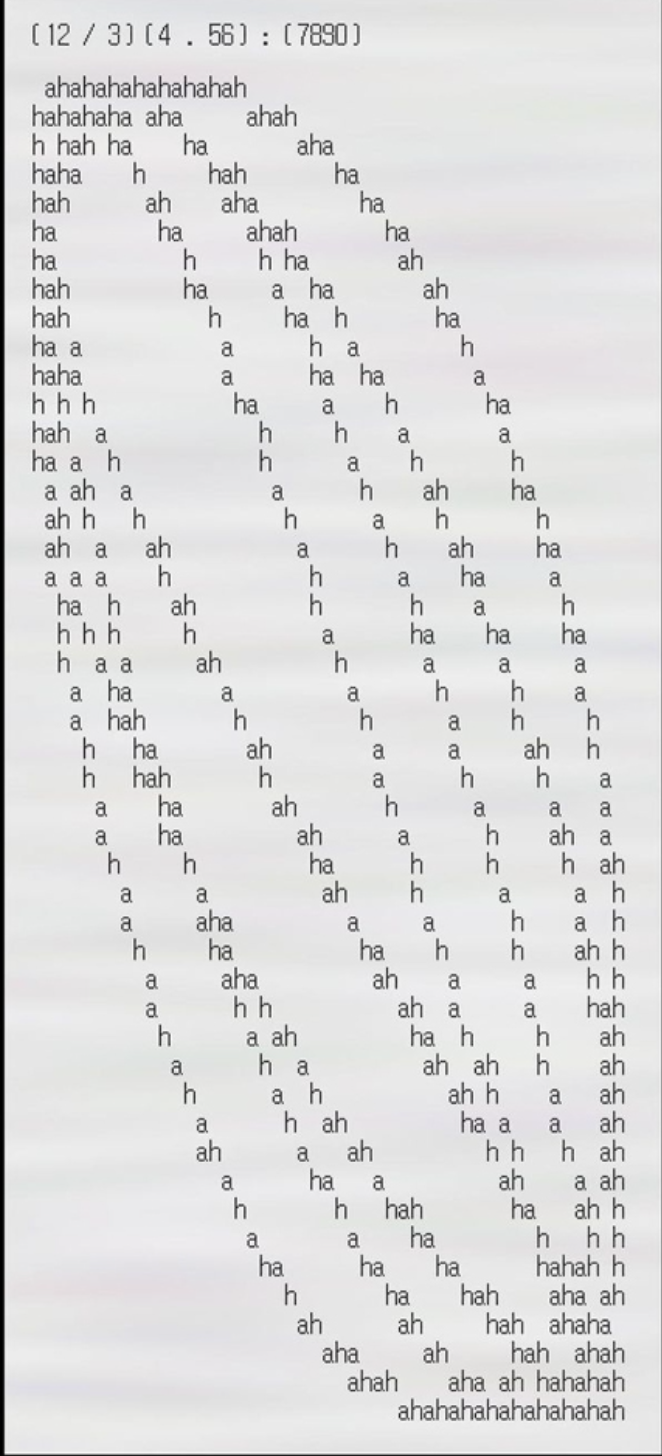 (12 / 3)(4 . 56) : (7890)
 ahahahahahahahah
hahahaha aha     ahah
h hah ha    ha       aha
haha    h     hah       ha
hah      ah    aha        ha
ha        ha     ahah       ha
ha          h     h ha       ah
hah         ha     a  ha       ah
hah           h     ha  h       ha
ha a           a      h  a        h
haha           a      ha  ha       a
h h h           ha     a    h       ha
hah  a            h     h    a       a
ha a  h           h      a    h       h
 a ah  a           a      h    ah     ha
 ah h   h           h      a    h       h
 ah  a   ah          a      h    ah     ha
 a a a    h           h      a    ha     a
  ha  h    ah         h       h    a      h
  h h h     h          a      ha    ha    ha
  h  a a     ah         h      a     a     a
   a  ha       a         a      h     h    a
   a  hah       h         h      a    h     h
    h   ha       ah        a     a     ah   h
    h   hah       h        a      h     h    a
     a    ha       ah       h      a     a   a
     a    ha         ah      a      h    ah  a
      h     h         ha      h     h     h  ah
       a     a         ah     h      a     a  h
       a     aha         a     a      h    a  h
        h     ha          ha    h     h    ah h
         a     aha         ah    a     a    h h
         a      h h          ah  a     a    hah
          h      a ah         ha  h     h    ah
           a      h  a         ah  ah   h    ah
            h      a  h          ah h    a   ah
             a      h  ah         ha a   a   ah
             ah      a   ah         h h   h  ah
               a      ha   a         ah    a ah
                h       h   hah       ha   ah h
                 a       a    ha        h   h h
                  ha      ha    ha      hahah h
                    h       ha    hah    aha ah
                     ah      ah     hah  ahaha
                       aha     ah     hah  ahah
                         ahah    aha ah hahahah
                             ahahahahahahahahah